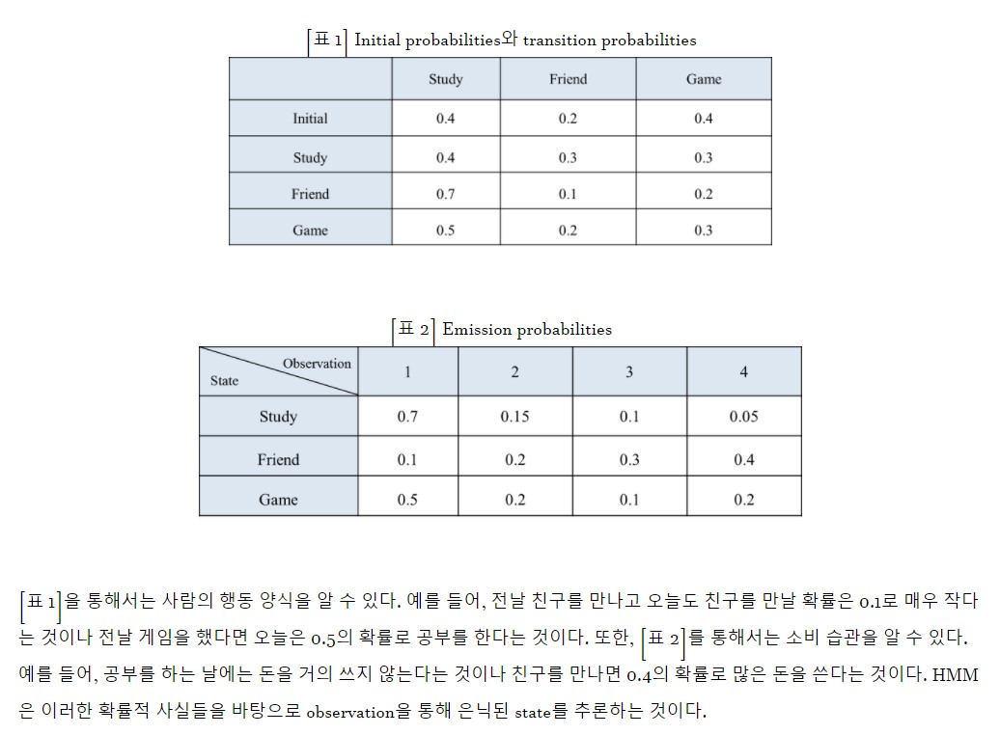 [표 1] Initial probabilities와 transition probabilities
Study Friend Game
Initial 0.4 0.2 0.4
Study 0.4 0.3 0.3
Friend 0.7 0.1 0.2
Game 0.5 0.2 0.3
[표 2] Emission probabilities
Observation
State 1 2 3 4
Study 0.7 0.15 0.1 0.05
Friend 0.1 0.2 0.3 0.4
Game 0.5 0.2 0.1 0.2
[표 1]을 통해서는 사람의 행동 양식을 알 수 있다. 예를 들어, 전날 친구를 만나고 오늘도 친구를 만날 확률은 0.1로 매우 작다
는 것이나 전날 게임을 했다면 오늘은 0.5의 확률로 공부를 한다는 것이다. 또한, [표 2]를 통해서는 소비 습관을 알 수 있다.
예를 들어, 공부를 하는 날에는 돈을 거의 쓰지 않는다는 것이나 친구를 만나면 0.4의 확률로 많은 돈을 쓴다는 것이다. HMM
은 이러한 확률적 사실들을 바탕으로 observation을 통해 은닉된 state를 추론하는 것이다.